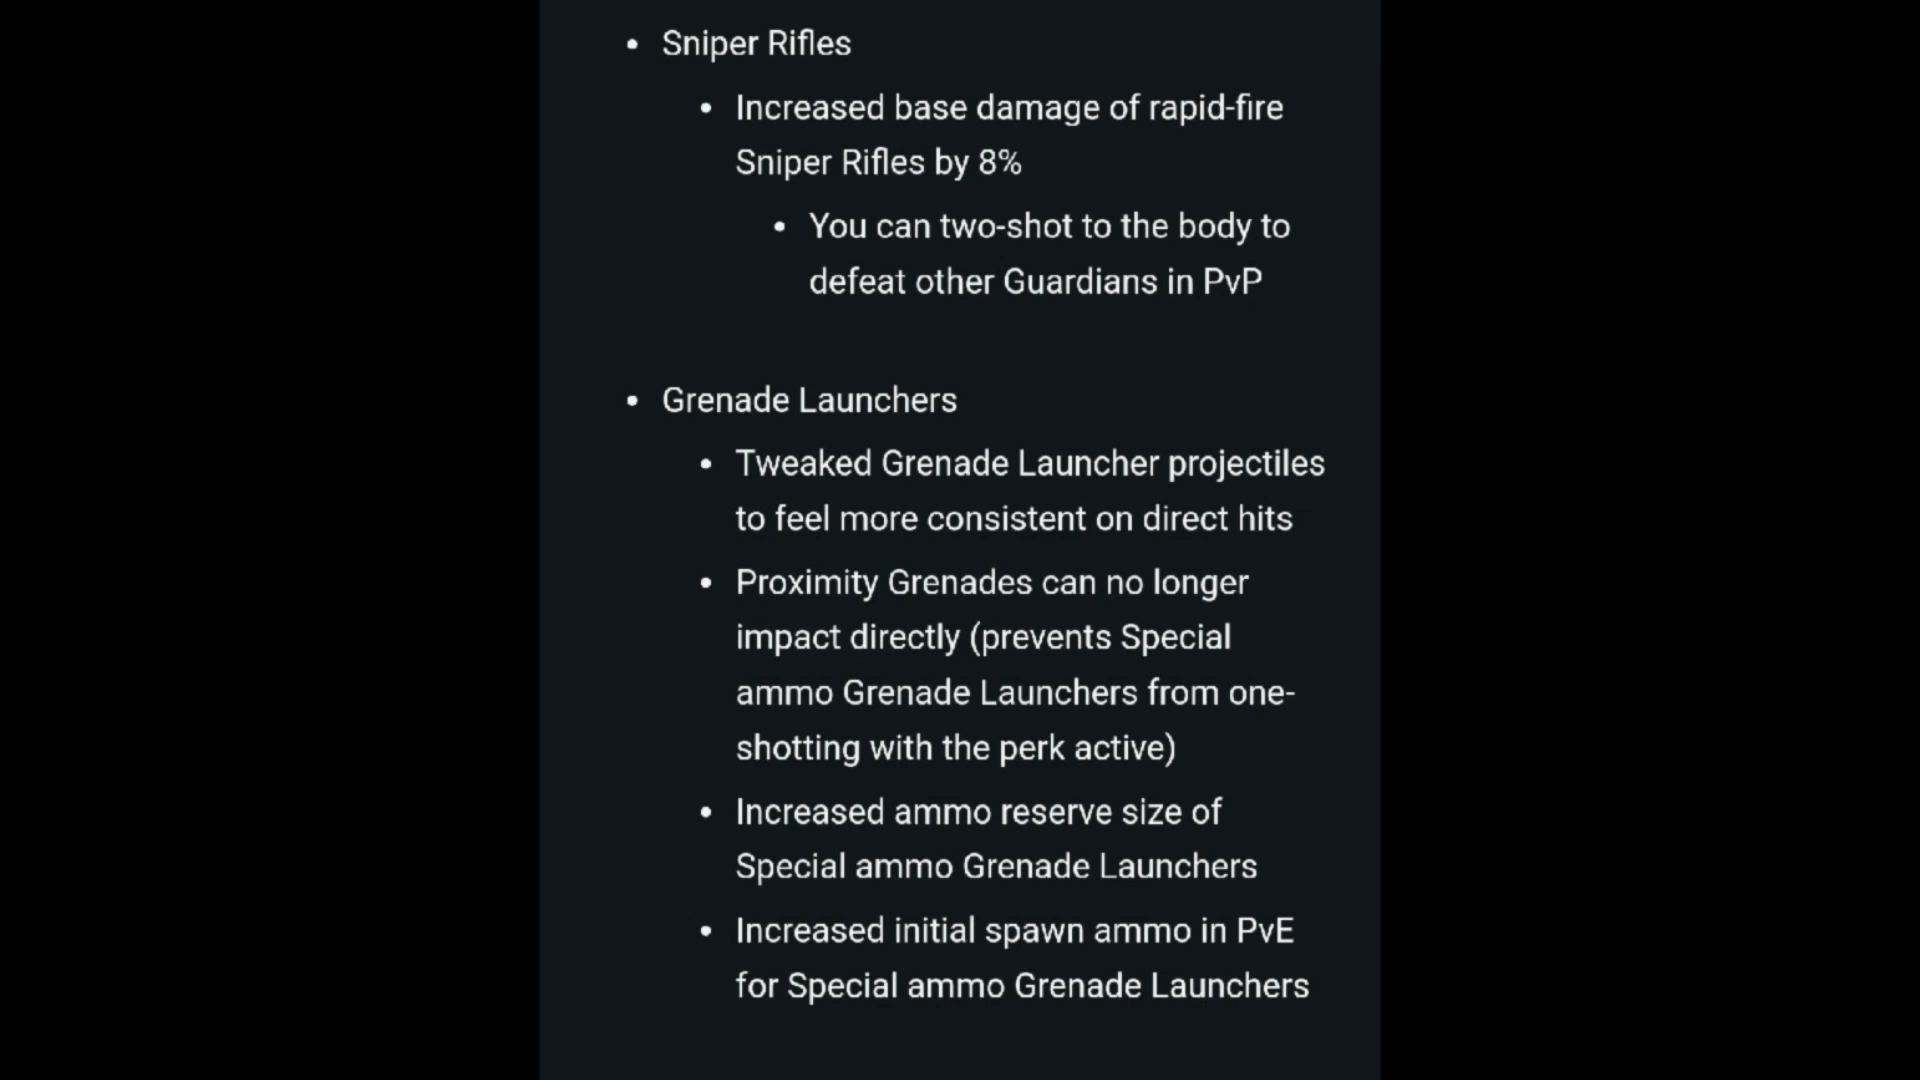 • Sniper Rifles
• Increased base damage of rapid-fire
Sniper Rifles by 8%
• You can two-shot to the body to
defeat other Guardians in PvP
• Grenade Launchers
• Tweaked Grenade Launcher projectiles
to feel more consistent on direct hits
• Proximity Grenades can no longer
impact directly (prevents Special
ammo Grenade Launchers from one-
shotting with the perk active)
• Increased ammo reserve size of
Special ammo Grenade Launchers
• Increased initial spawn ammo in PvE
for Special ammo Grenade Launchers